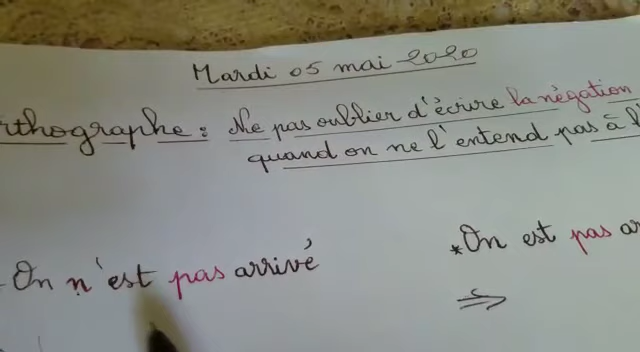 Mardi 05 mai 2020
rthographe: Ne pas oublier d'écrire la négation
quand on ne l'entend pas à l'
- On n'est pas arrivé
* On est pas ar
⇒